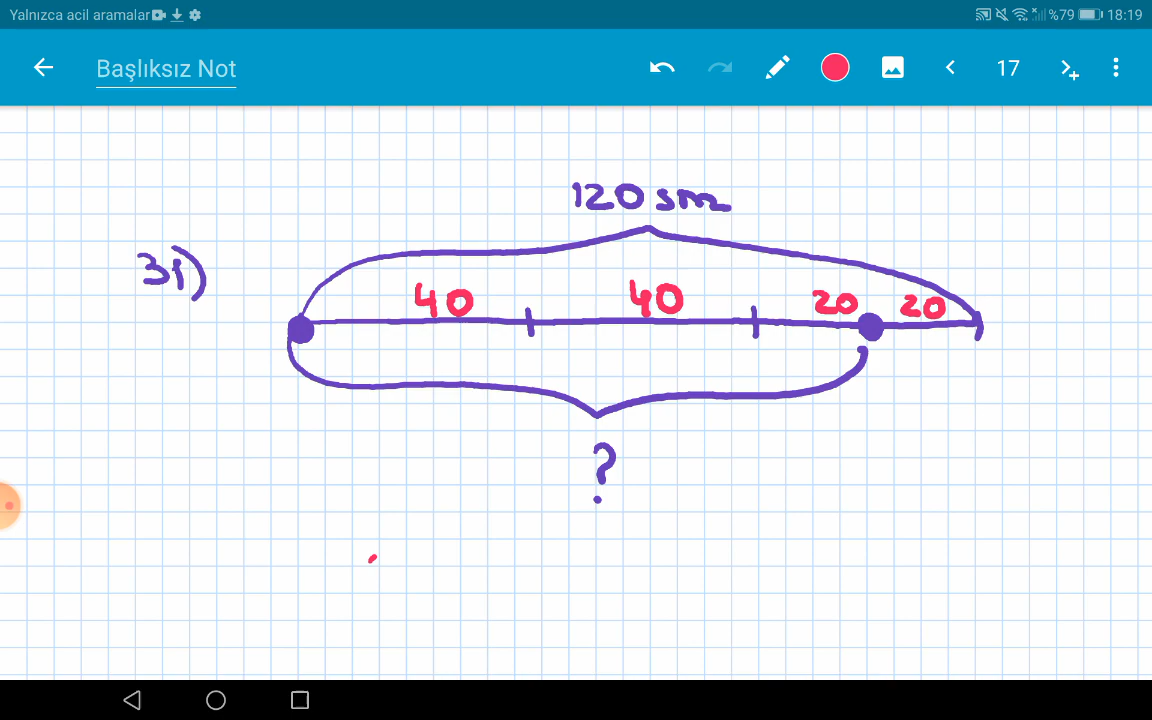 Yalnızca acil aramalar %79 18:19
Başlıksız Not 17
120 sm
31)
40 40 20 20
?